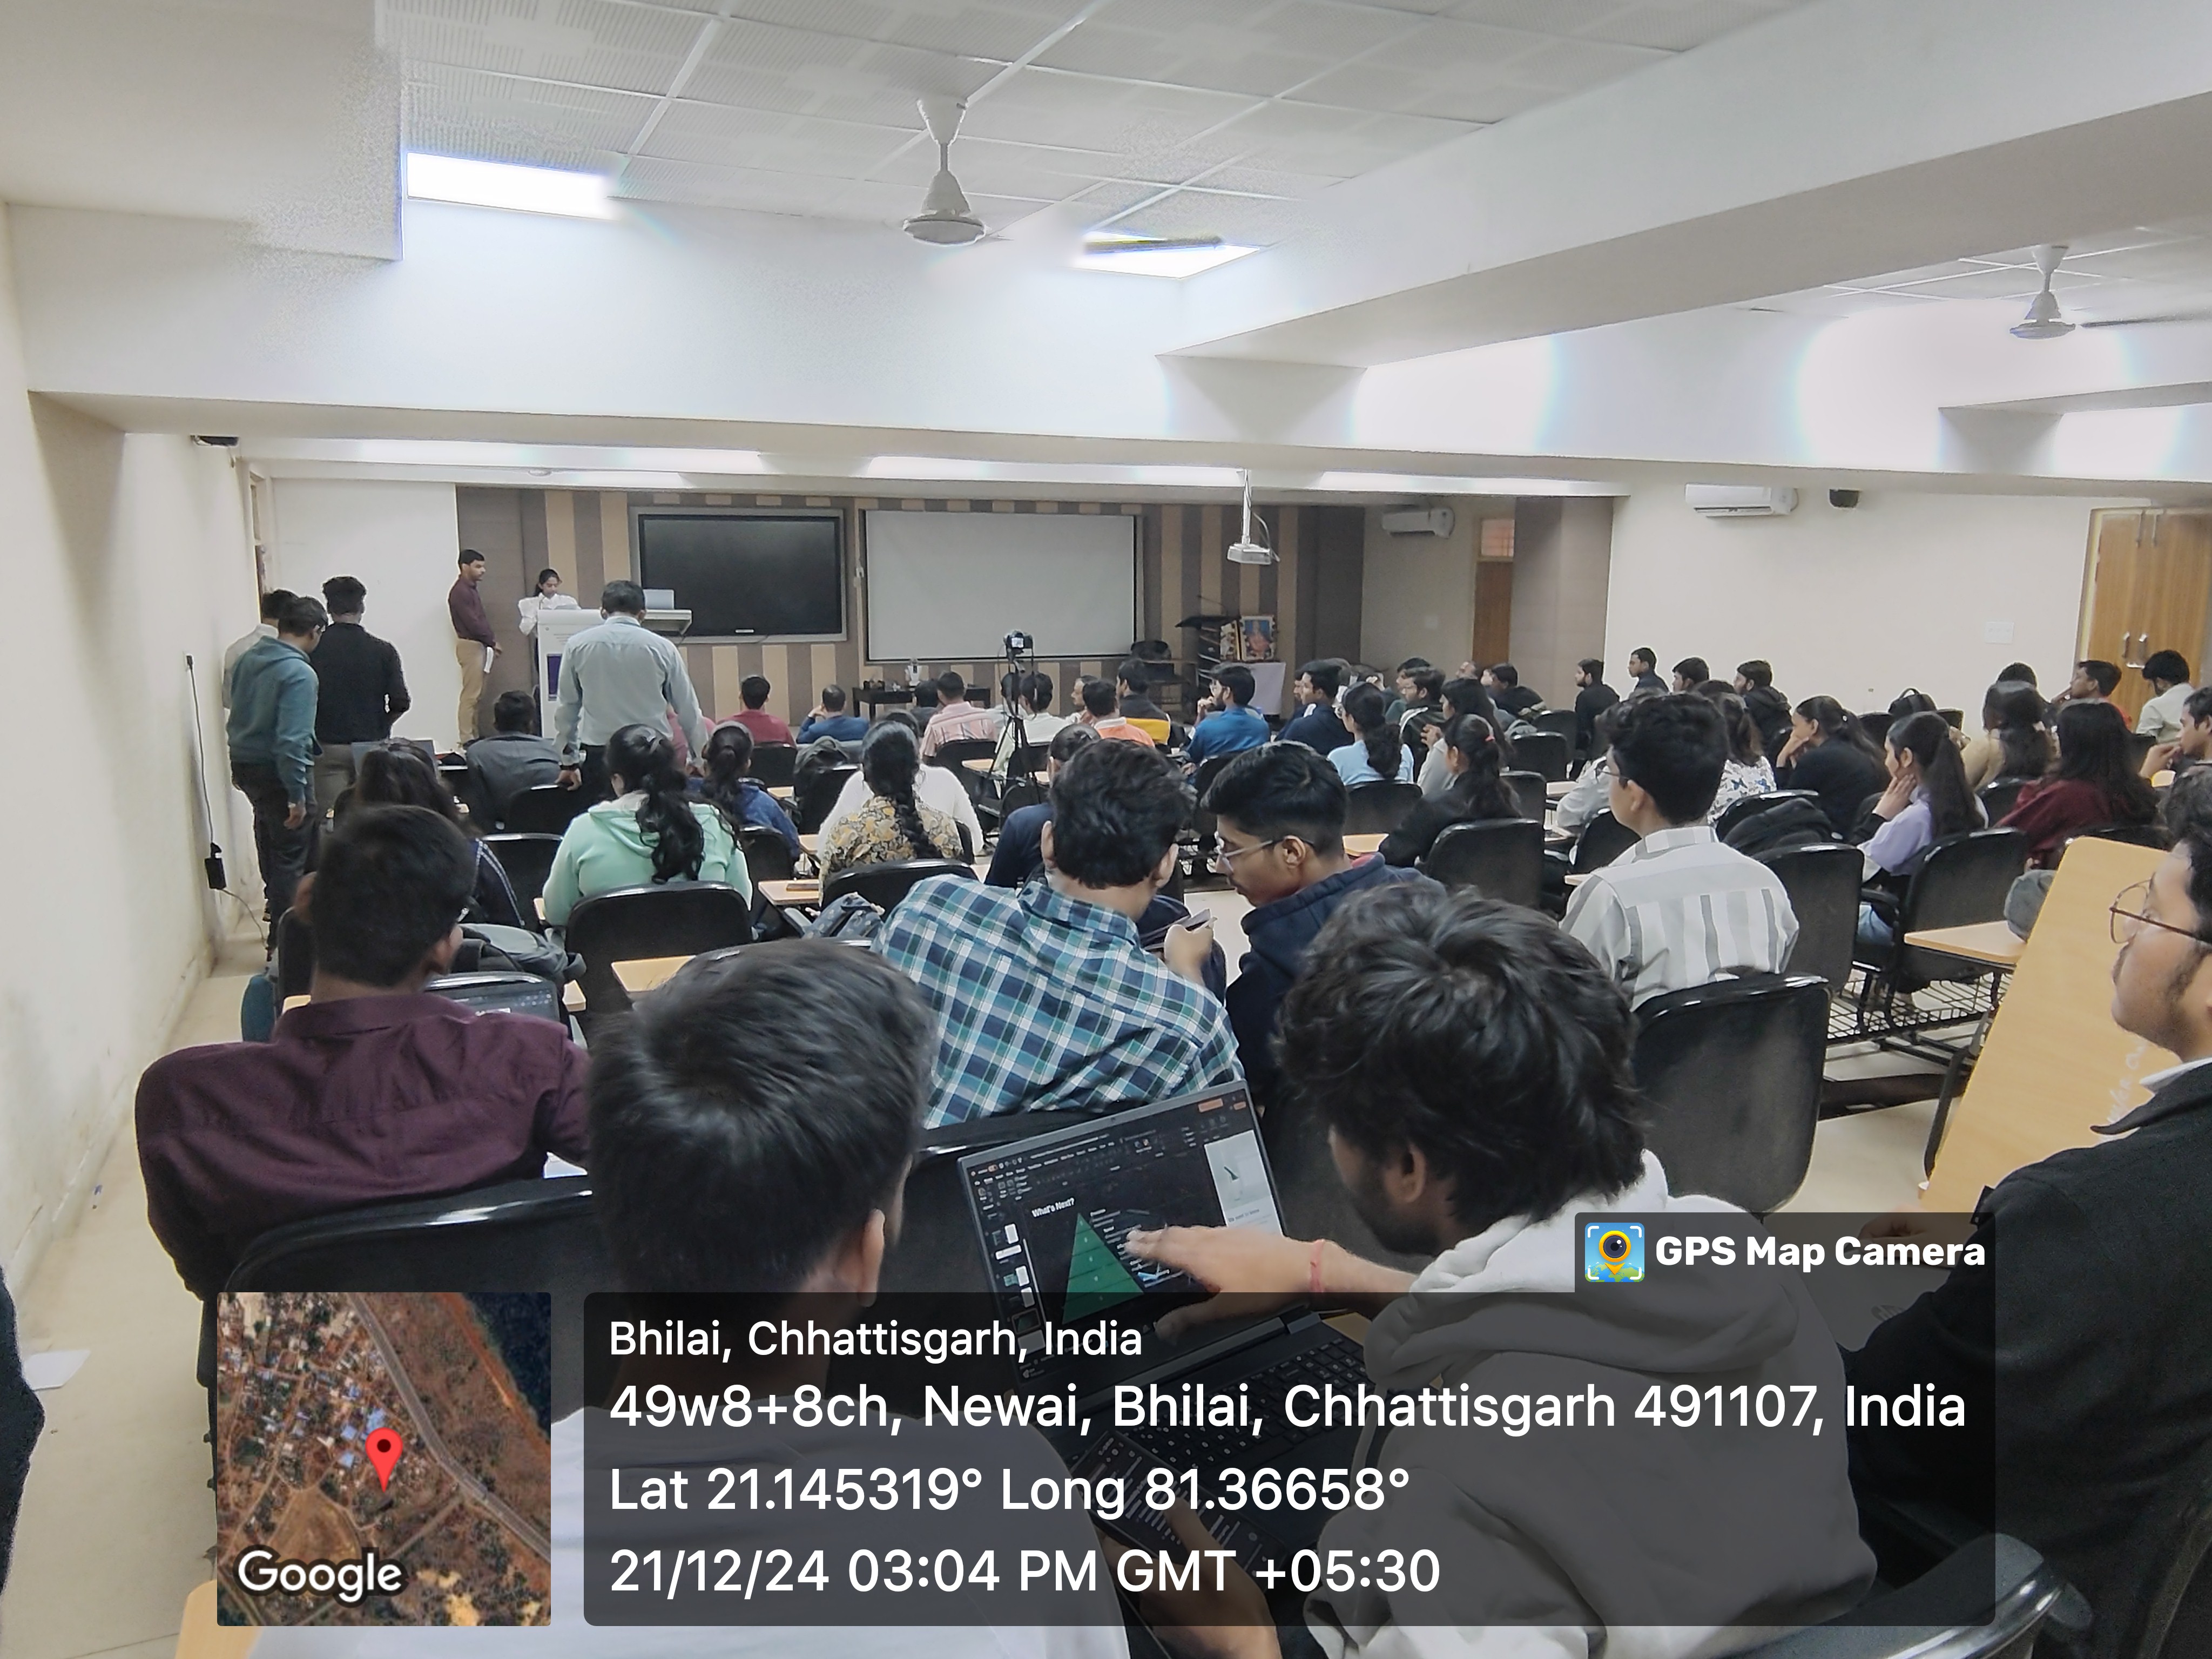 What's Next?
GPS Map Camera
Bhilai, Chhattisgarh, India
49w8+8ch, Newai, Bhilai, Chhattisgarh 491107, India
Lat 21.145319° Long 81.36658°
21/12/24 03:04 PM GMT +05:30
Google